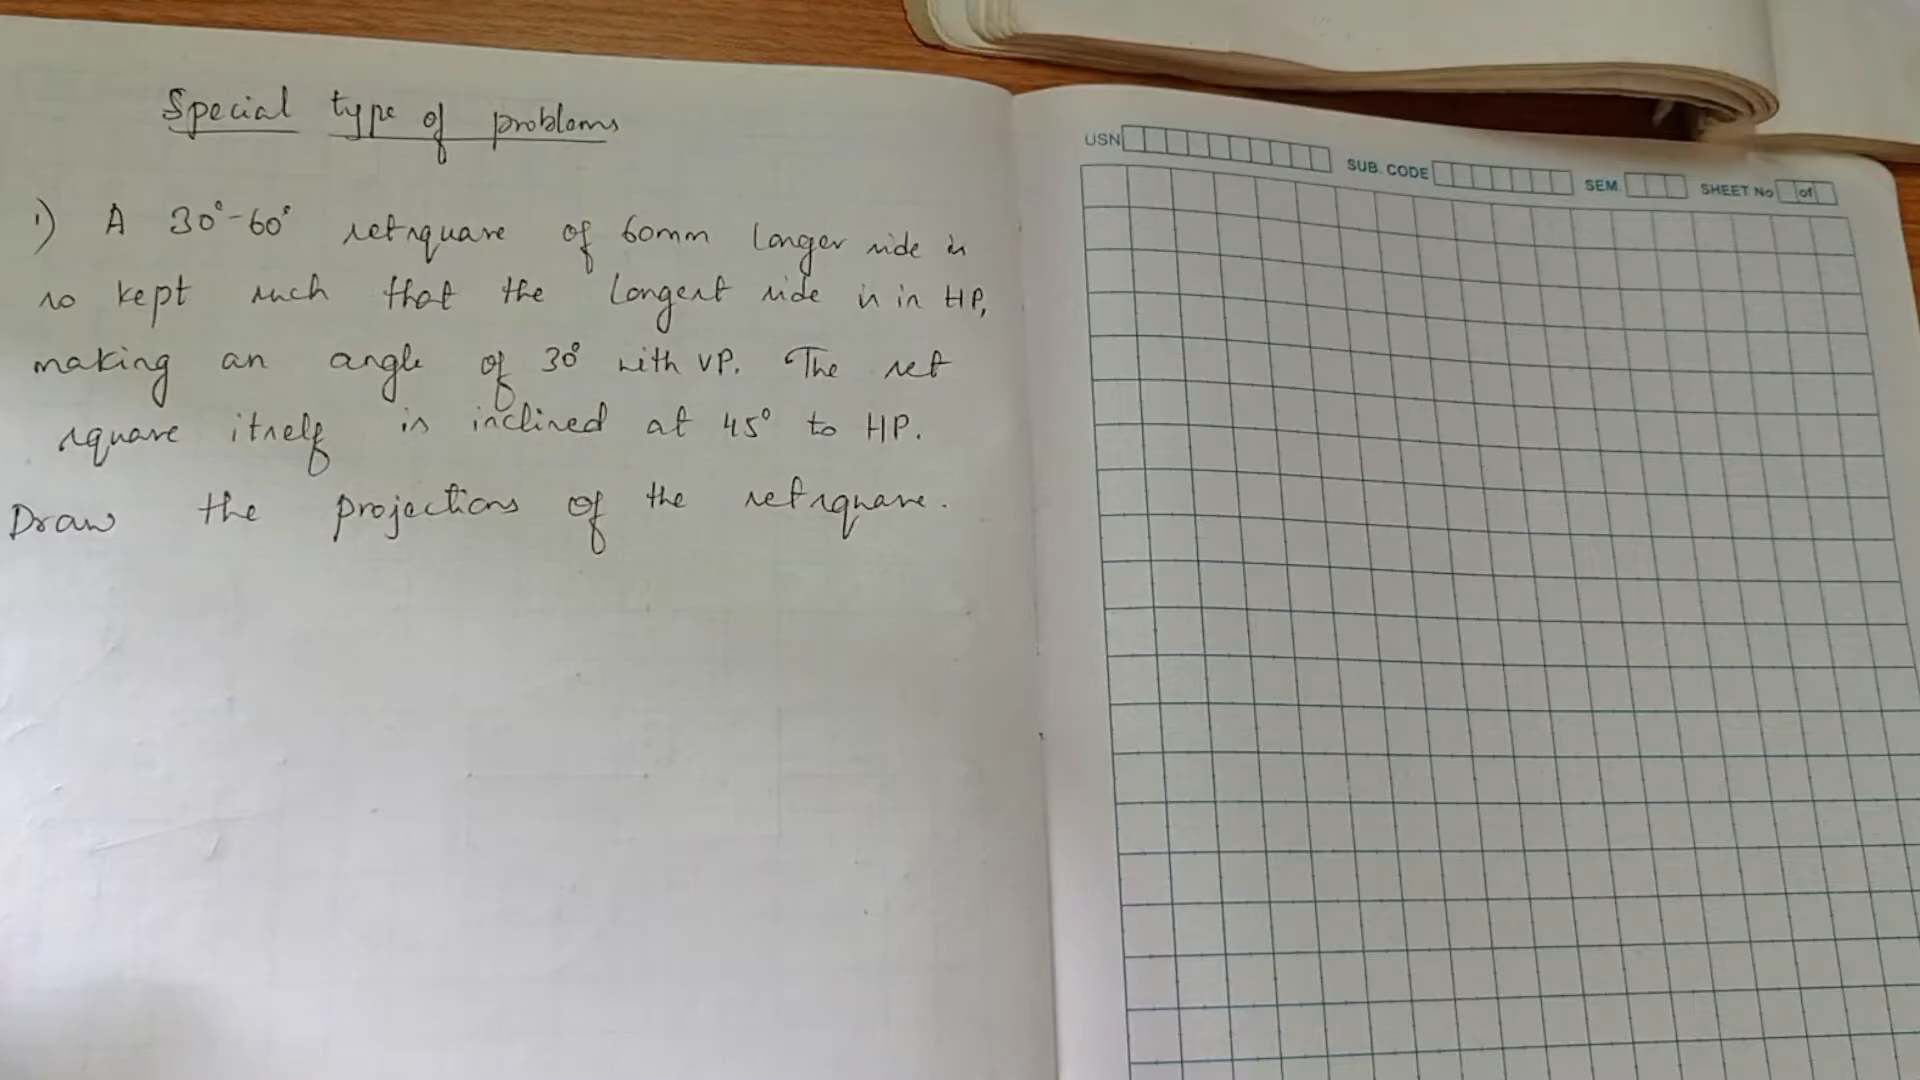 Special type of problems
1) A 30°-60° setsquare of 60mm longer side is
so kept such that the longest side is in HP,
making an angle of 30° with VP. The set
square itself is inclined at 45° to HP.
Draw the projections of the setsquare.
USN SUB. CODE SEM. SHEET No of